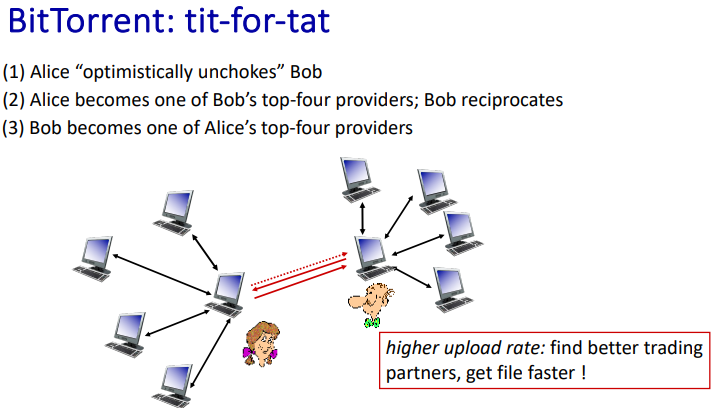 BitTorrent: tit-for-tat
(1) Alice “optimistically unchokes” Bob
(2) Alice becomes one of Bob’s top-four providers; Bob reciprocates
(3) Bob becomes one of Alice’s top-four providers
higher upload rate: find better trading
partners, get file faster !